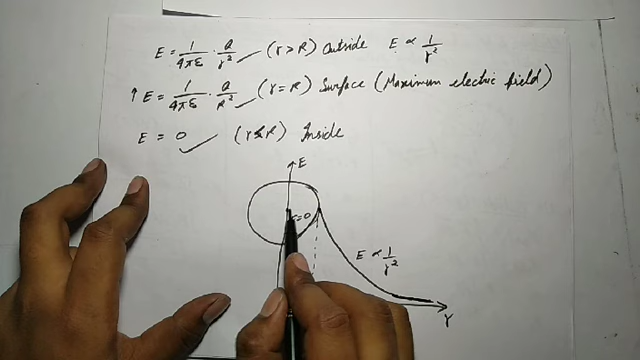 E = 1/4πε · Q/r² (r > R) Outside E ∝ 1/r²
↑ E = 1/4πε · Q/R² (r = R) Surface (Maximum electric field)
E = 0 (r < R) Inside
E
=0
E ∝ 1/r²
r